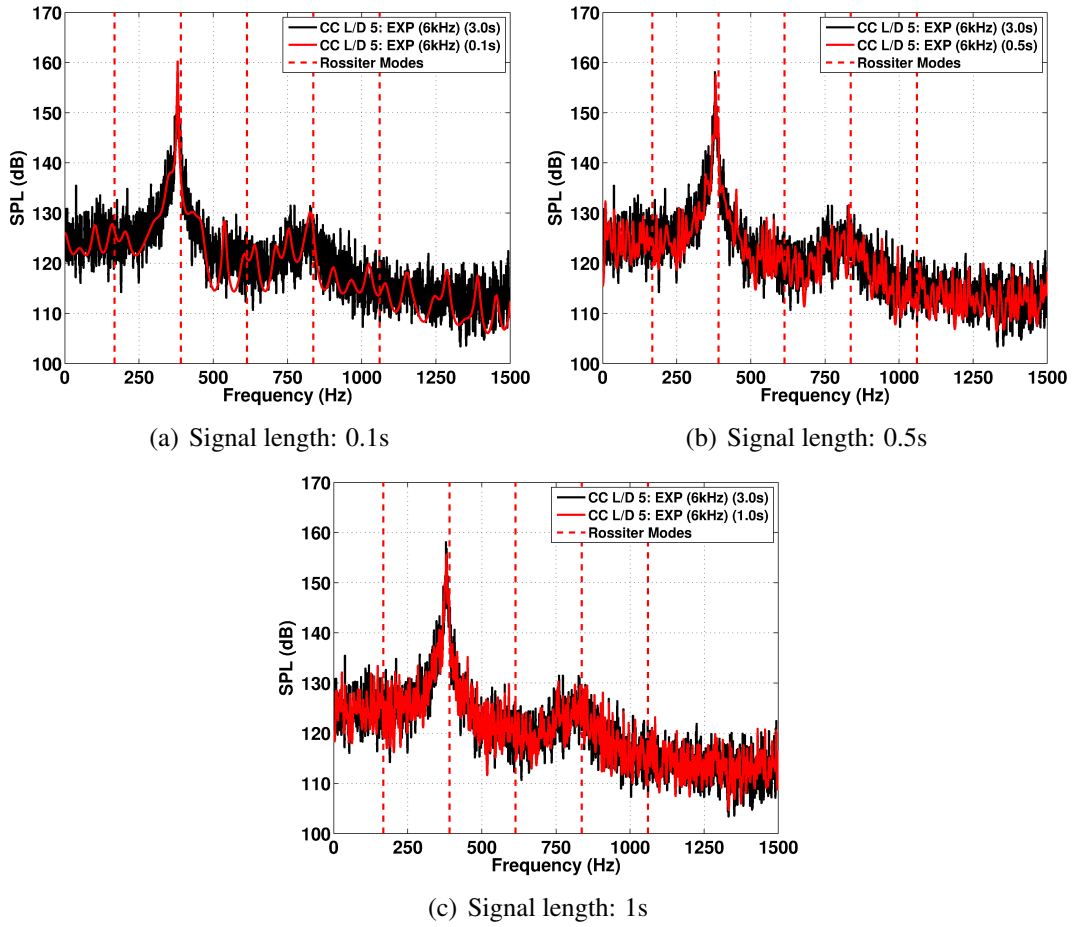 CC L/D 5: EXP (6kHz) (3.0s)
CC L/D 5: EXP (6kHz) (0.1s)
Rossiter Modes
170
160
150
140
130
120
110
100
SPL (dB)
0 250 500 750 1000 1250 1500
Frequency (Hz)
(a) Signal length: 0.1s
CC L/D 5: EXP (6kHz) (3.0s)
CC L/D 5: EXP (6kHz) (0.5s)
Rossiter Modes
170
160
150
140
130
120
110
100
SPL (dB)
0 250 500 750 1000 1250 1500
Frequency (Hz)
(b) Signal length: 0.5s
CC L/D 5: EXP (6kHz) (3.0s)
CC L/D 5: EXP (6kHz) (1.0s)
Rossiter Modes
170
160
150
140
130
120
110
100
SPL (dB)
0 250 500 750 1000 1250 1500
Frequency (Hz)
(c) Signal length: 1s